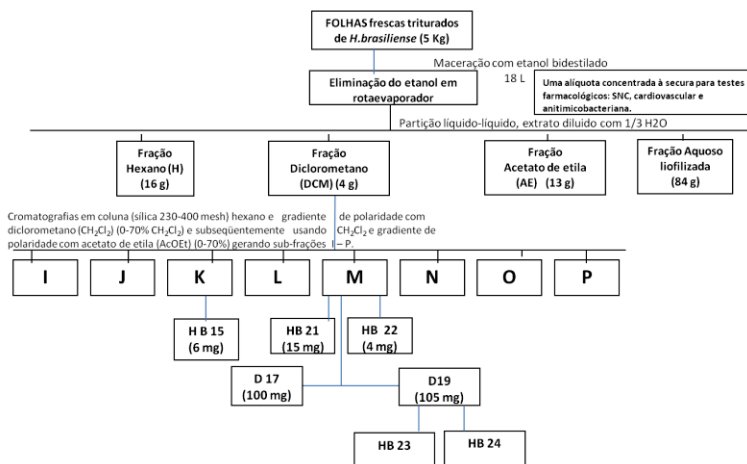 FOLHAS frescas triturados
de H.brasiliense (5 Kg)
Maceração com etanol bidestilado
18 L
Eliminação do etanol em
rotaevaporador
Uma alíquota concentrada à secura para testes
farmacológicos: SNC, cardiovascular e
anitimicobacteriana.
Partição líquido-líquido, extrato diluido com 1/3 H2O
Fração
Hexano (H)
(16 g)
Fração
Diclorometano
(DCM) (4 g)
Fração
Acetato de etila
(AE) (13 g)
Fração Aquoso
liofilizada
(84 g)
Cromatografias em coluna (sílica 230-400 mesh) hexano e gradiente de polaridade com
diclorometano (CH₂Cl₂) (0-70% CH₂Cl₂) e subseqüentemente usando CH₂Cl₂ e gradiente de
polaridade com acetato de etila (AcOEt) (0-70%) gerando sub-frações I – P.
I J K L M N O P
H B 15
(6 mg)
HB 21
(15 mg)
HB 22
(4 mg)
D 17
(100 mg)
D19
(105 mg)
HB 23
HB 24